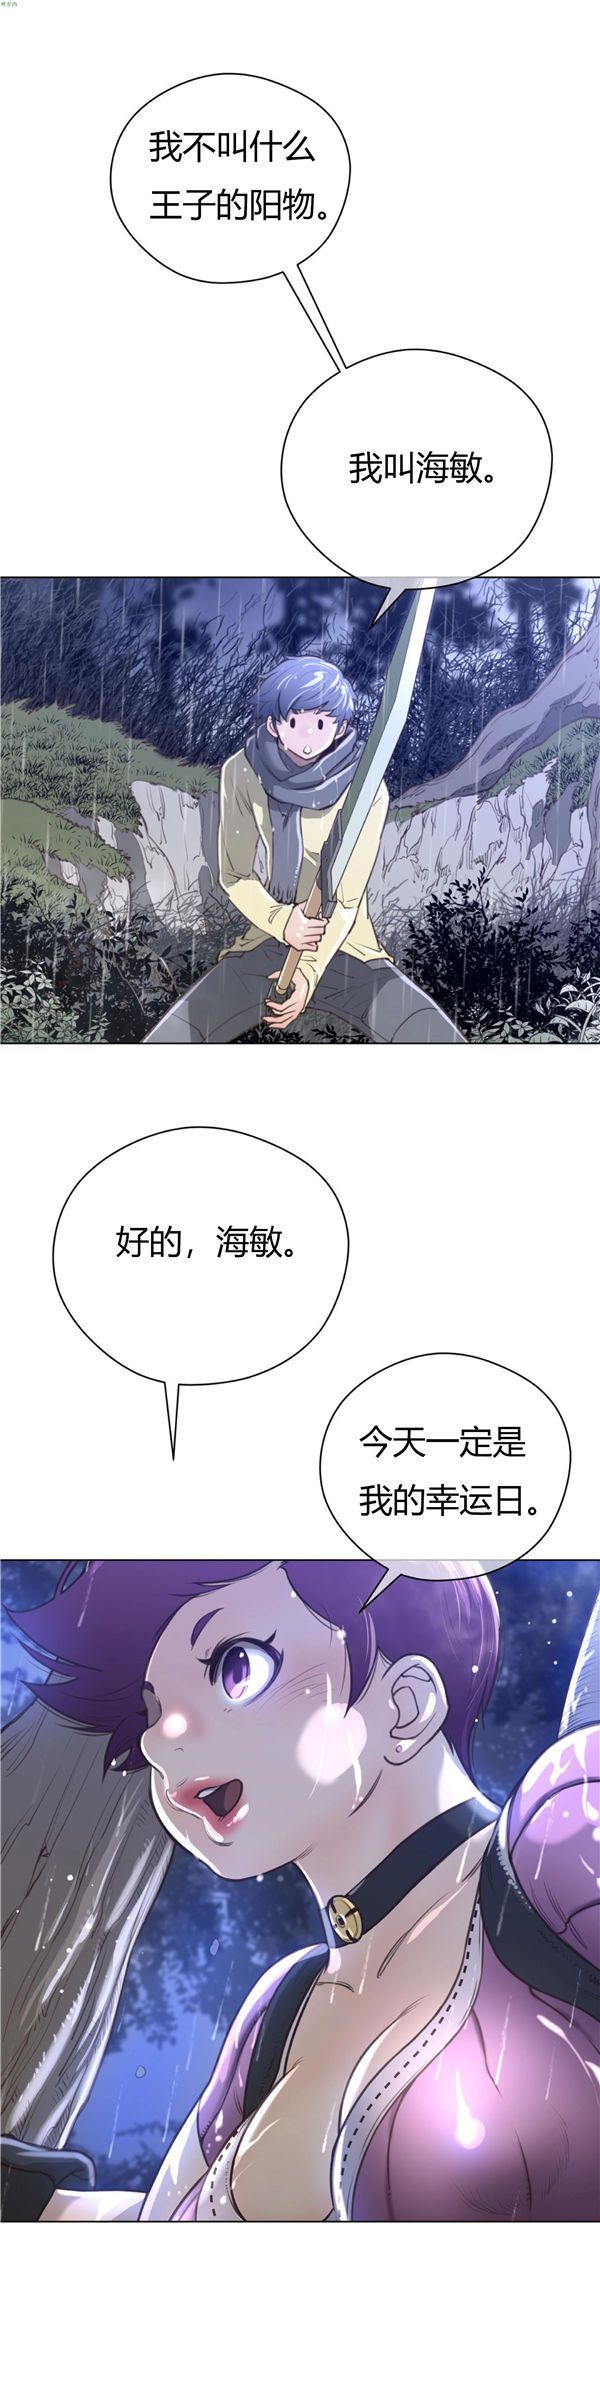 我不叫什么
王子的阳物。
我叫海敏。
好的，海敏。
今天一定是
我的幸运日。